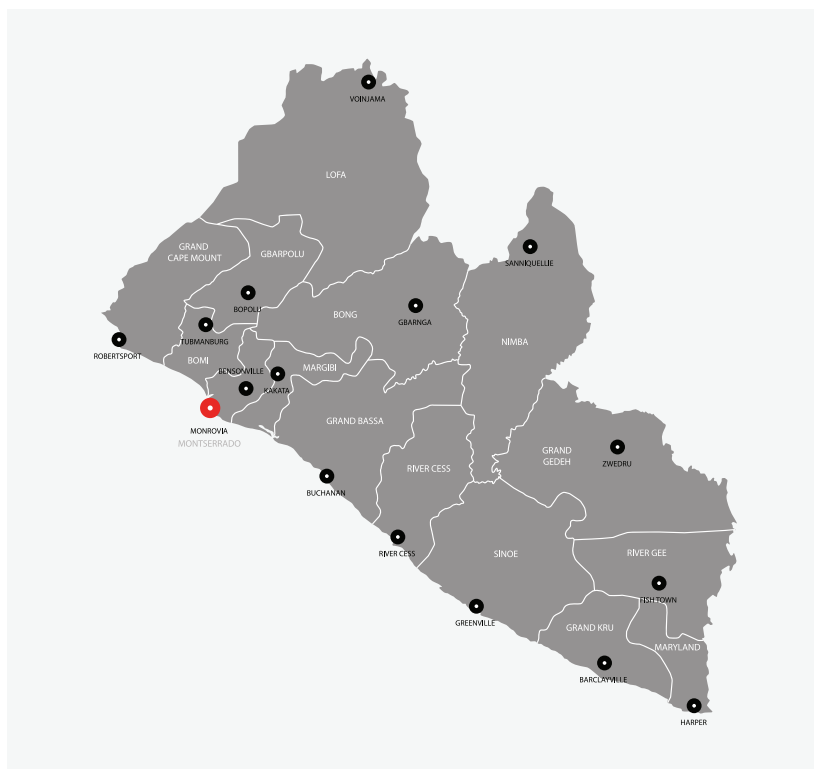 VOINJAMA
LOFA
GRAND
CAPE MOUNT
GBARPOLU
SANNIQUELLIE
BOPOLU
BONG
GBARNGA
TUBMANBURG
NIMBA
ROBERTSPORT
BOMI
BENSONVILLE
MARGIBI
KAKATA
MONROVIA
MONTSERRADO
GRAND BASSA
GRAND
GEDEH
ZWEDRU
RIVER CESS
BUCHANAN
RIVER CESS
SINOE
RIVER GEE
FISH TOWN
GREENVILLE
GRAND KRU
MARYLAND
BARCLAYVILLE
HARPER